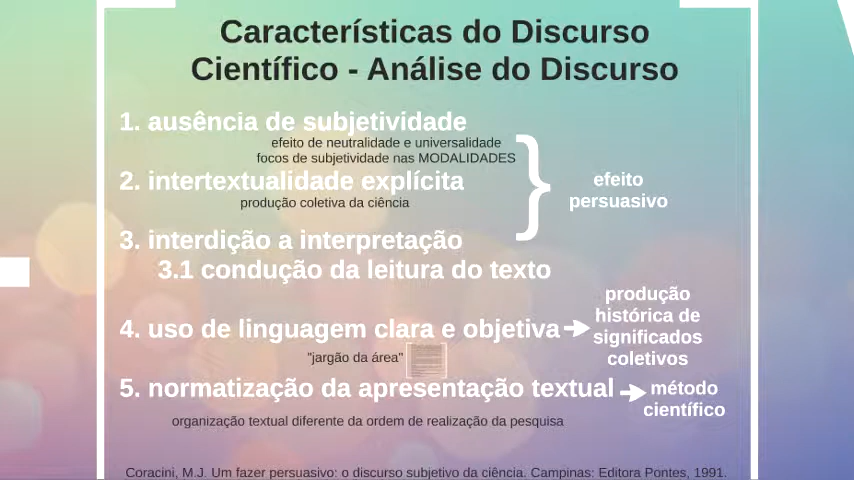 Características do Discurso
Científico - Análise do Discurso
1. ausência de subjetividade
efeito de neutralidade e universalidade
focos de subjetividade nas MODALIDADES
2. intertextualidade explícita
produção coletiva da ciência
3. interdição a interpretação
3.1 condução da leitura do texto
}
efeito
persuasivo
4. uso de linguagem clara e objetiva
"jargão da área"
produção
histórica de
significados
coletivos
5. normatização da apresentação textual
organização textual diferente da ordem de realização da pesquisa
método
científico
Coracini, M.J. Um fazer persuasivo: o discurso subjetivo da ciência. Campinas: Editora Pontes, 1991.